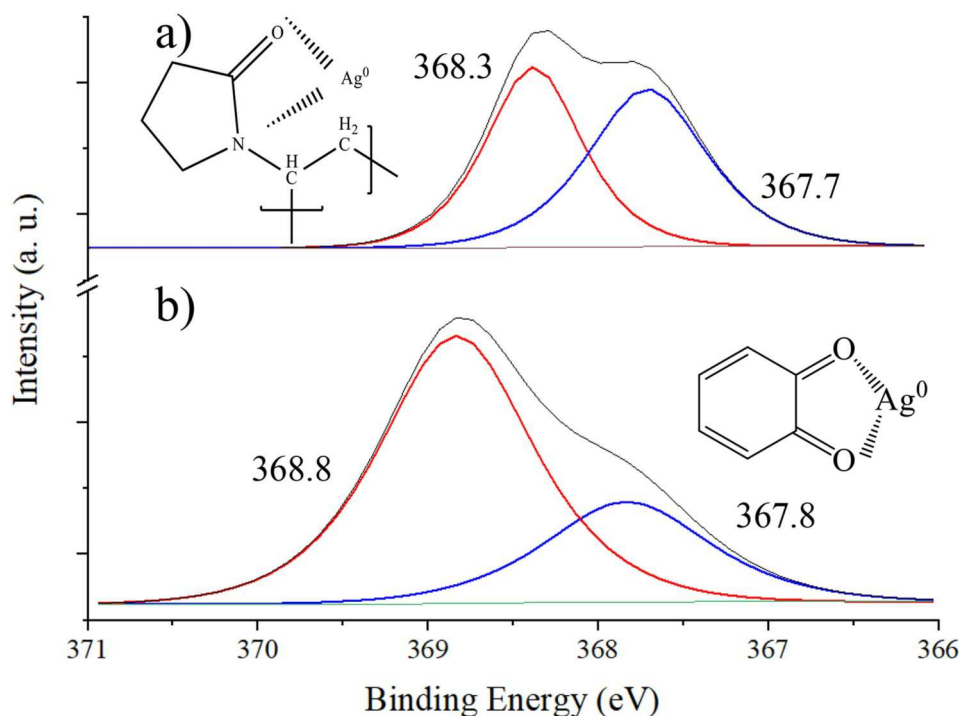 a)
O
Ag⁰
N
H
C
H₂
C
368.3
367.7
b)
O
Ag⁰
O
368.8
367.8
Intensity (a. u.)
371
370
369
368
367
366
Binding Energy (eV)